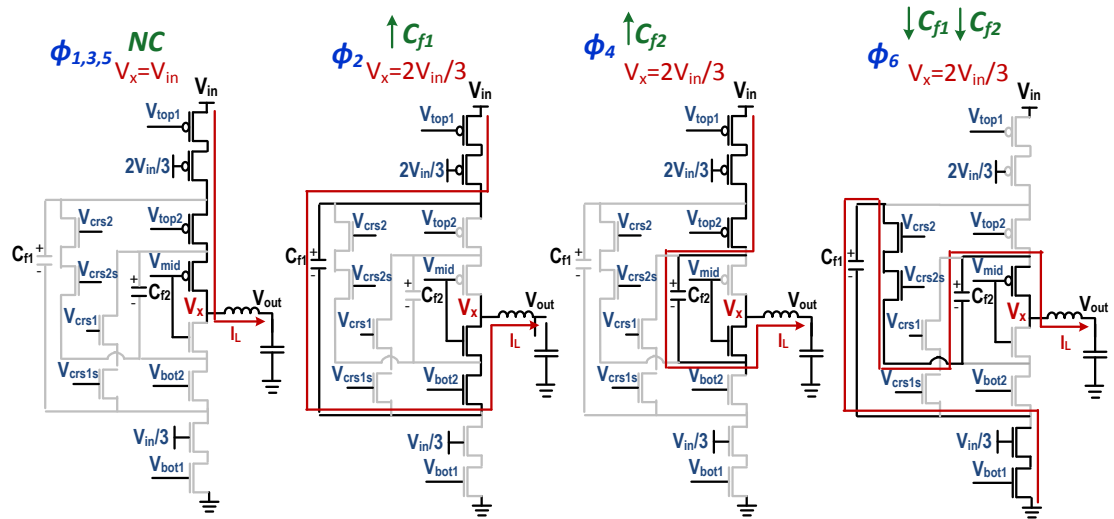 ϕ1,3,5 NC
Vx=Vin
Vin
Vtop1
2Vin/3
Vcrs2
Vtop2
Cf1
+
-
Vcrs2s
Vmid
+
-
Cf2
Vx
Vout
Vcrs1
IL
Vcrs1s
Vbot2
Vin/3
Vbot1
ϕ2 ↑Cf1
Vx=2Vin/3
Vin
Vtop1
2Vin/3
Vcrs2
Vtop2
Cf1
+
-
Vcrs2s
Vmid
+
-
Cf2
Vx
Vout
Vcrs1
IL
Vcrs1s
Vbot2
Vin/3
Vbot1
ϕ4 ↑Cf2
Vx=2Vin/3
Vin
Vtop1
2Vin/3
Vcrs2
Vtop2
Cf1
+
-
Vcrs2s
Vmid
+
-
Cf2
Vx
Vout
Vcrs1
IL
Vcrs1s
Vbot2
Vin/3
Vbot1
ϕ6 ↓Cf1 ↓Cf2
Vx=2Vin/3
Vin
Vtop1
2Vin/3
Vcrs2
Vtop2
Cf1
+
-
Vcrs2s
Vmid
+
-
Cf2
Vx
Vout
Vcrs1
IL
Vcrs1s
Vbot2
Vin/3
Vbot1